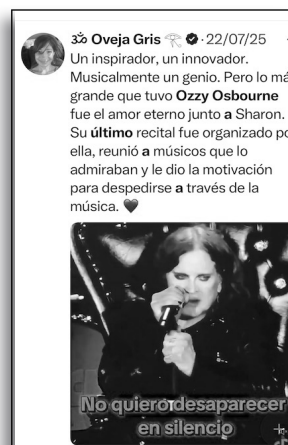 ॐ Oveja Gris · 22/07/25
Un inspirador, un innovador.
Musicalmente un genio. Pero lo má
grande que tuvo Ozzy Osbourne
fue el amor eterno junto a Sharon.
Su último recital fue organizado po
ella, reunió a músicos que lo
admiraban y le dio la motivación
para despedirse a través de la
música. 🖤
No quiero desaparecer
en silencio